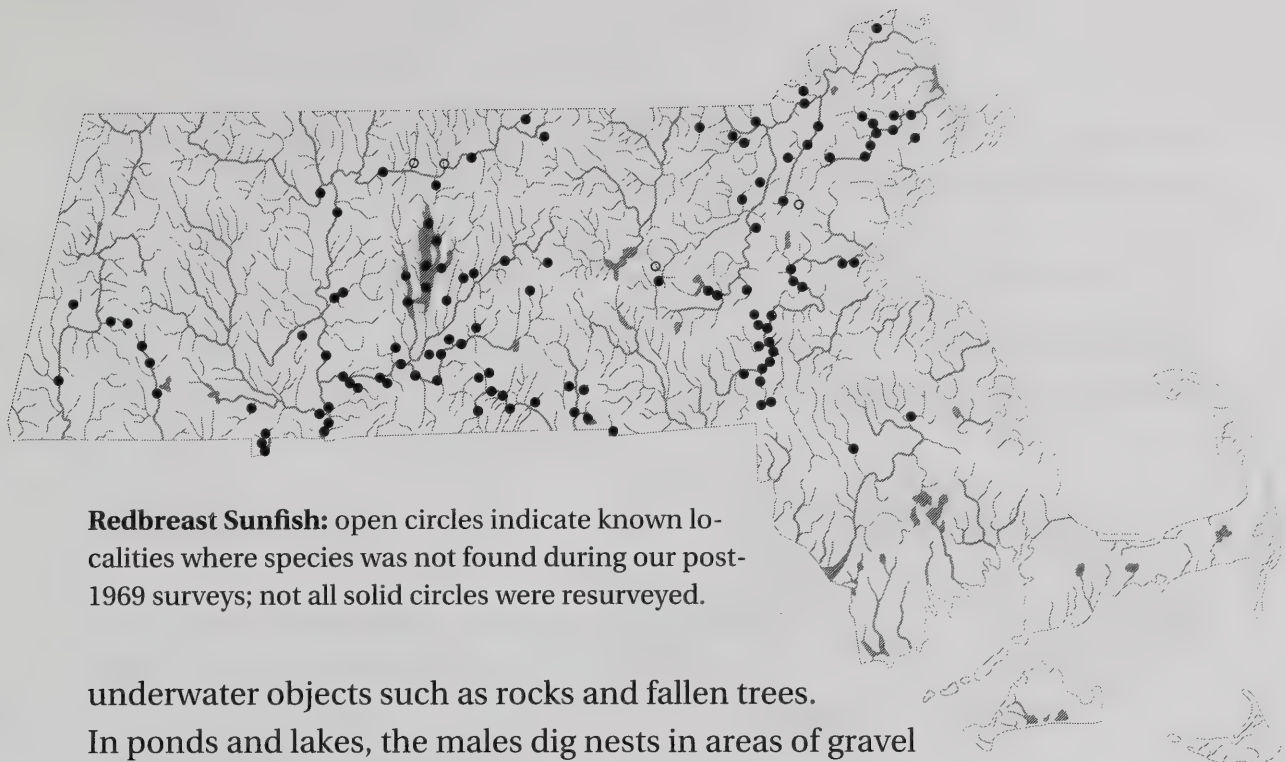 Redbreast Sunfish: open circles indicate known lo-
calities where species was not found during our post-
1969 surveys; not all solid circles were resurveyed.
underwater objects such as rocks and fallen trees.
In ponds and lakes, the males dig nests in areas of gravel